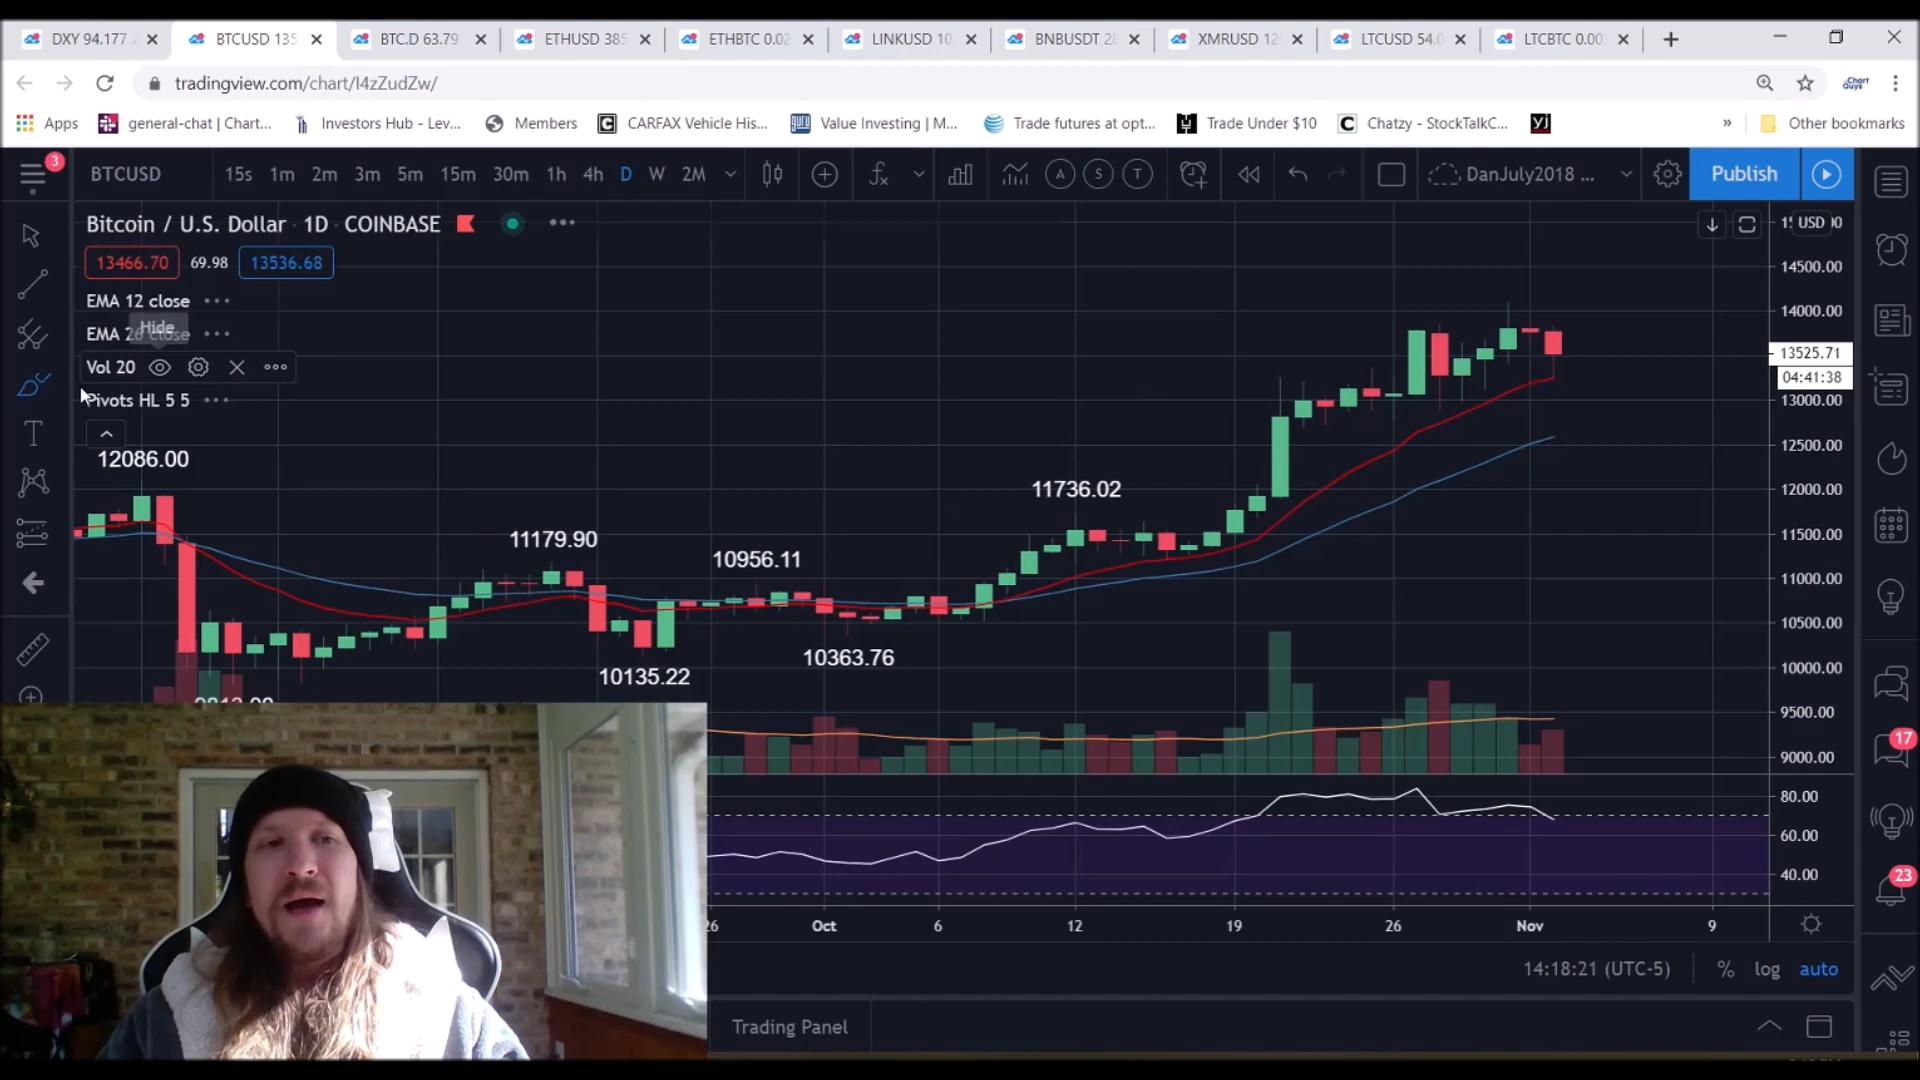 DXY 94.177
BTCUSD 135
BTC.D 63.79
ETHUSD 385
ETHBTC 0.02
LINKUSD 10
BNBUSDT 28
XMRUSD 12
LTCUSD 54.0
LTCBTC 0.00
tradingview.com/chart/I4zZudZw/
Chart Guys
Apps
general-chat | Chart...
Investors Hub - Lev...
Members
CARFAX Vehicle His...
guru
Value Investing | M...
Trade futures at opt...
Trade Under $10
Chatzy - StockTalkC...
Other bookmarks
3
BTCUSD
15s 1m 2m 3m 5m 15m 30m 1h 4h D W 2M
A S T
DanJuly2018 ...
Publish
Bitcoin / U.S. Dollar · 1D · COINBASE
USD
13466.70 69.98 13536.68
EMA 12 close
Hide
Vol 20
Pivots HL 5 5
12086.00
11179.90
10956.11
11736.02
10135.22
10363.76
14500.00
14000.00
13525.71
04:41:38
13000.00
12500.00
12000.00
11500.00
11000.00
10500.00
10000.00
9500.00
9000.00
80.00
60.00
40.00
17
23
26 Oct 6 12 19 26 Nov 9
14:18:21 (UTC-5) % log auto
Trading Panel